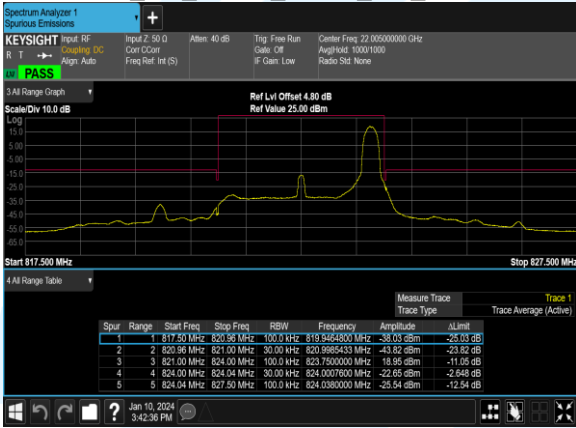 Spectrum Analyzer 1
Spurious Emissions
KEYSIGHT Input: RF Input Z: 50 Ω Atten: 40 dB Trig: Free Run Center Freq: 22.005000000 GHz
R T Coupling: DC Corr CCorr Gate: Off Avg|Hold: 1000/1000
Align: Auto Freq Ref: Int (S) IF Gain: Low Radio Std: None
PASS
3 All Range Graph
Ref Lvl Offset 4.80 dB
Scale/Div 10.0 dB Ref Value 25.00 dBm
Log
15.0
5.00
-5.00
-15.0
-25.0
-35.0
-45.0
-55.0
-65.0
Start 817.500 MHz Stop 827.500 MHz
4 All Range Table
Measure Trace Trace 1
Trace Type Trace Average (Active)
Spur Range Start Freq Stop Freq RBW Frequency Amplitude ΔLimit
1 1 817.50 MHz 820.96 MHz 100.0 kHz 819.9464800 MHz -38.03 dBm -25.03 dB
2 2 820.96 MHz 821.00 MHz 30.00 kHz 820.9985433 MHz -43.82 dBm -23.82 dB
3 3 821.00 MHz 824.00 MHz 100.0 kHz 823.7500000 MHz 18.95 dBm -11.05 dB
4 4 824.00 MHz 824.04 MHz 30.00 kHz 824.0007600 MHz -22.65 dBm -2.648 dB
5 5 824.04 MHz 827.50 MHz 100.0 kHz 824.0380000 MHz -25.54 dBm -12.54 dB
Jan 10, 2024
3:42:36 PM